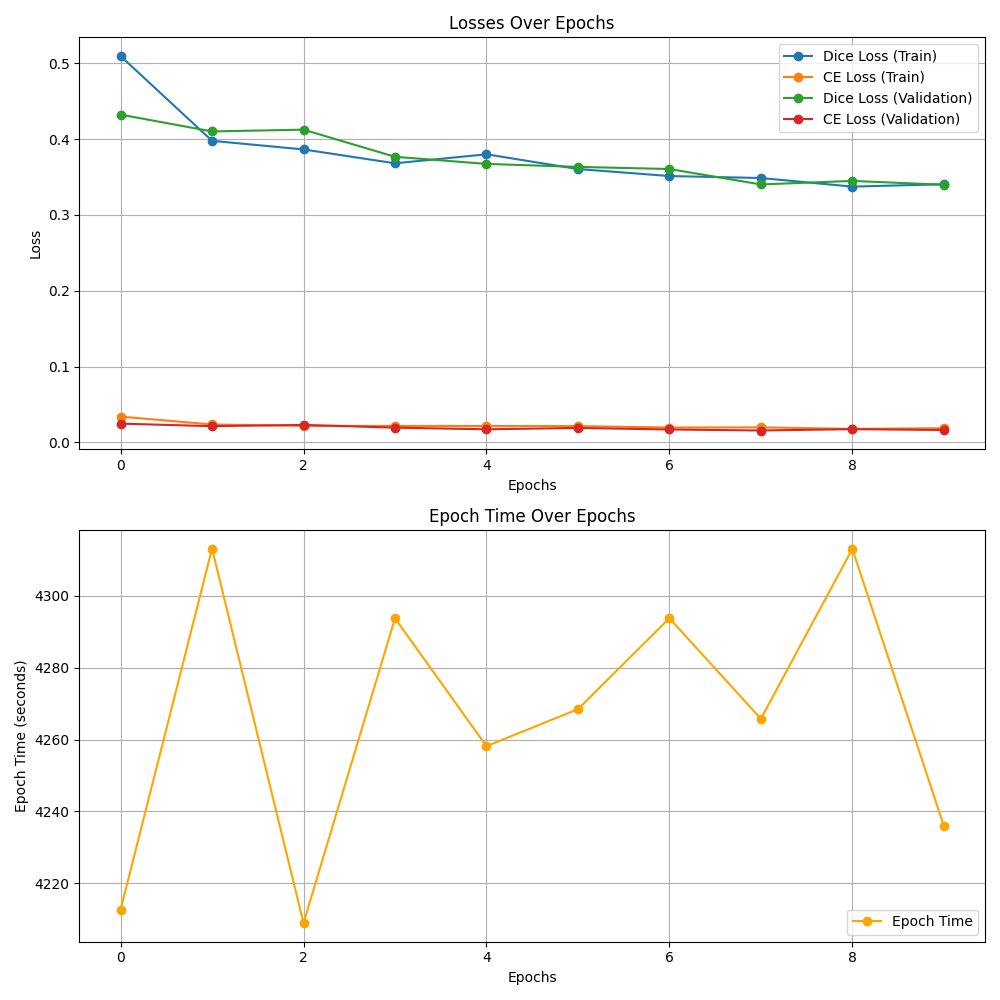 Losses Over Epochs
Loss
0.5
0.4
0.3
0.2
0.1
0.0
Dice Loss (Train)
CE Loss (Train)
Dice Loss (Validation)
CE Loss (Validation)
0 2 4 6 8
Epochs
Epoch Time Over Epochs
Epoch Time (seconds)
4300
4280
4260
4240
4220
Epoch Time
0 2 4 6 8
Epochs